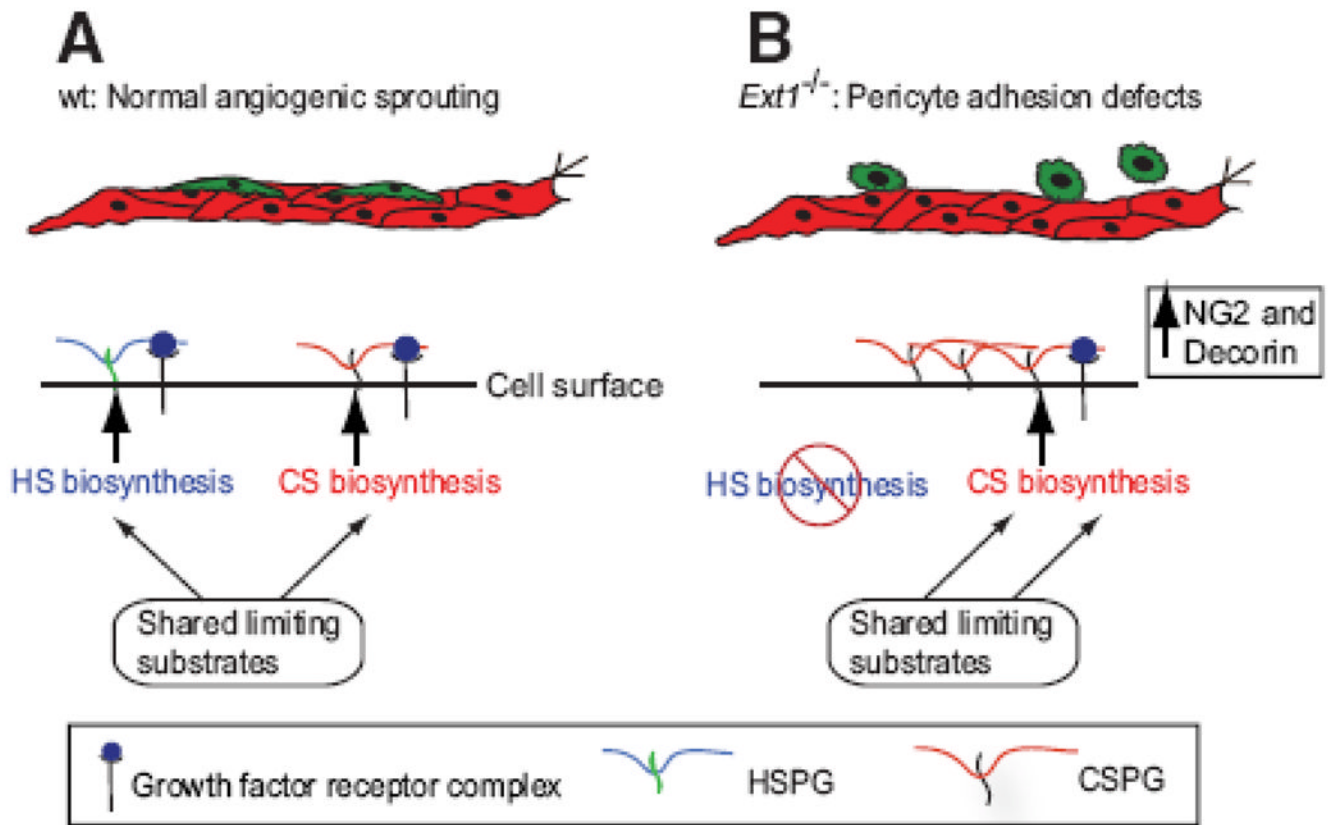 A
wt: Normal angiogenic sprouting
Cell surface
HS biosynthesis
CS biosynthesis
Shared limiting
substrates
B
Ext1-/-: Pericyte adhesion defects
NG2 and
Decorin
HS biosynthesis
CS biosynthesis
Shared limiting
substrates
Growth factor receptor complex
HSPG
CSPG